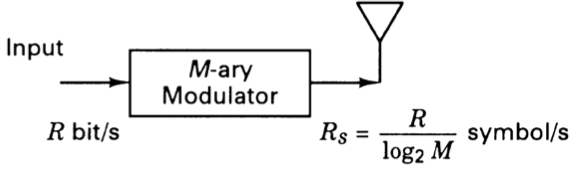 Input
M-ary
Modulator
R bit/s
R_s = R / log₂ M symbol/s